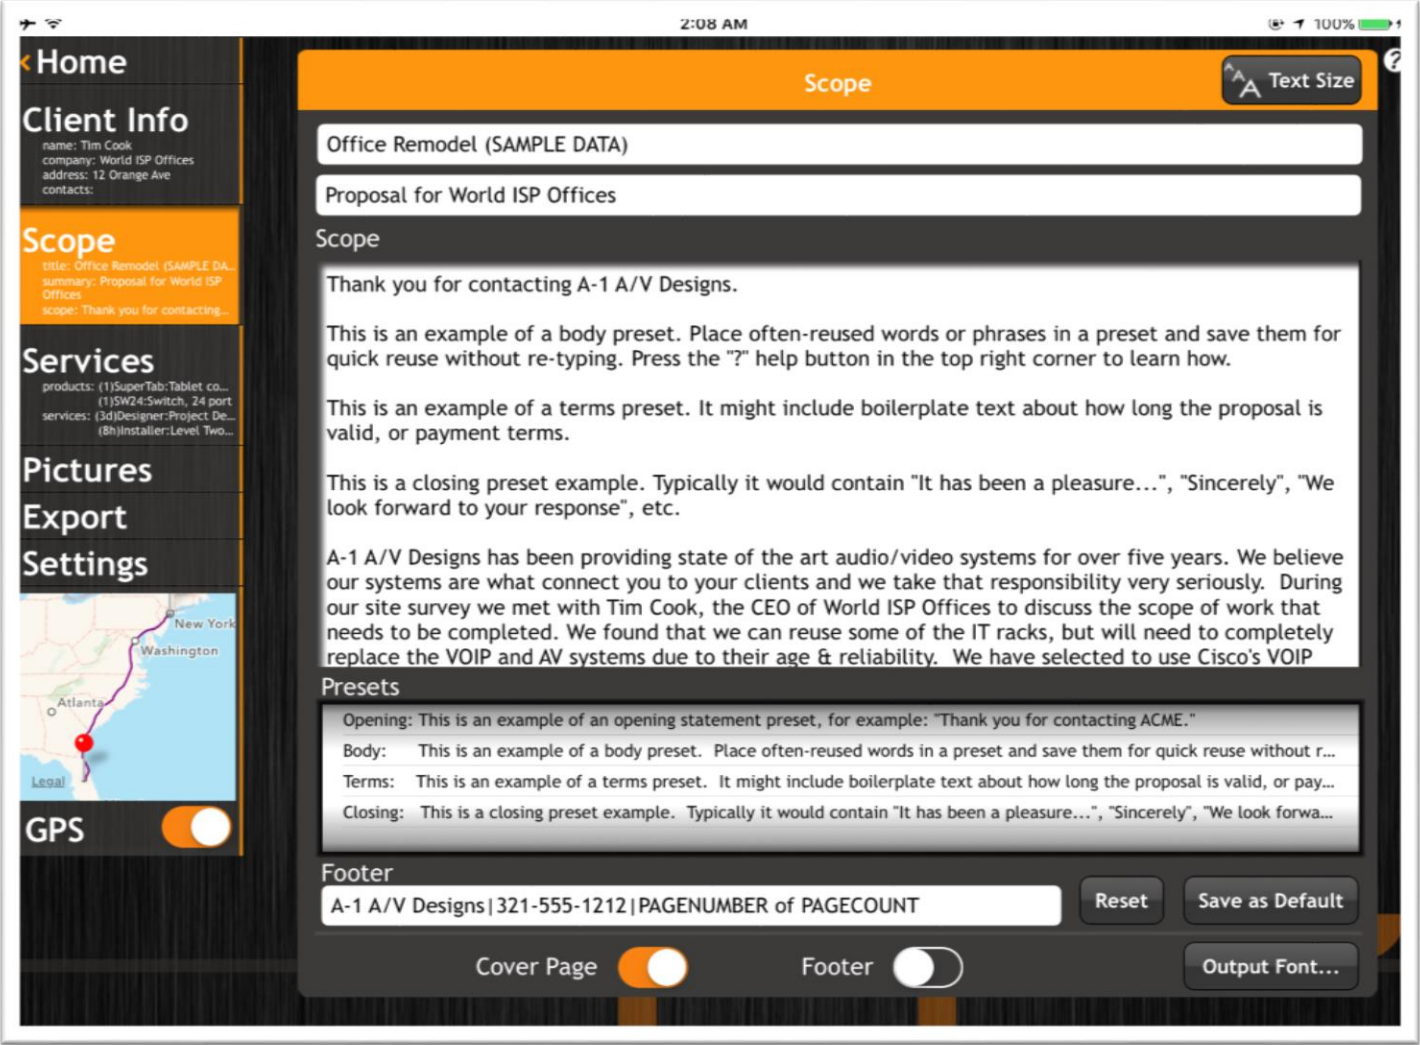 2:08 AM
100%
Home
Client Info
name: Tim Cook
company: World ISP Offices
address: 12 Orange Ave
contacts:
Scope
title: Office Remodel (SAMPLE DA...
summary: Proposal for World ISP
Offices
scope: Thank you for contacting...
Services
products: (1)SuperTab:Tablet co...
(1)SW24:Switch, 24 port
services: (3d)Designer:Project De...
(8h)Installer:Level Two...
Pictures
Export
Settings
New York
Washington
Atlanta
Legal
GPS
Scope
Text Size
?
Office Remodel (SAMPLE DATA)
Proposal for World ISP Offices
Scope
Thank you for contacting A-1 A/V Designs.
This is an example of a body preset. Place often-reused words or phrases in a preset and save them for
quick reuse without re-typing. Press the "?" help button in the top right corner to learn how.
This is an example of a terms preset. It might include boilerplate text about how long the proposal is
valid, or payment terms.
This is a closing preset example. Typically it would contain "It has been a pleasure...", "Sincerely", "We
look forward to your response", etc.
A-1 A/V Designs has been providing state of the art audio/video systems for over five years. We believe
our systems are what connect you to your clients and we take that responsibility very seriously. During
our site survey we met with Tim Cook, the CEO of World ISP Offices to discuss the scope of work that
needs to be completed. We found that we can reuse some of the IT racks, but will need to completely
replace the VOIP and AV systems due to their age & reliability. We have selected to use Cisco's VOIP
Presets
Opening: This is an example of an opening statement preset, for example: "Thank you for contacting ACME."
Body: This is an example of a body preset. Place often-reused words in a preset and save them for quick reuse without r...
Terms: This is an example of a terms preset. It might include boilerplate text about how long the proposal is valid, or pay...
Closing: This is a closing preset example. Typically it would contain "It has been a pleasure...", "Sincerely", "We look forwa...
Footer
A-1 A/V Designs|321-555-1212|PAGENUMBER of PAGECOUNT
Reset
Save as Default
Cover Page
Footer
Output Font...